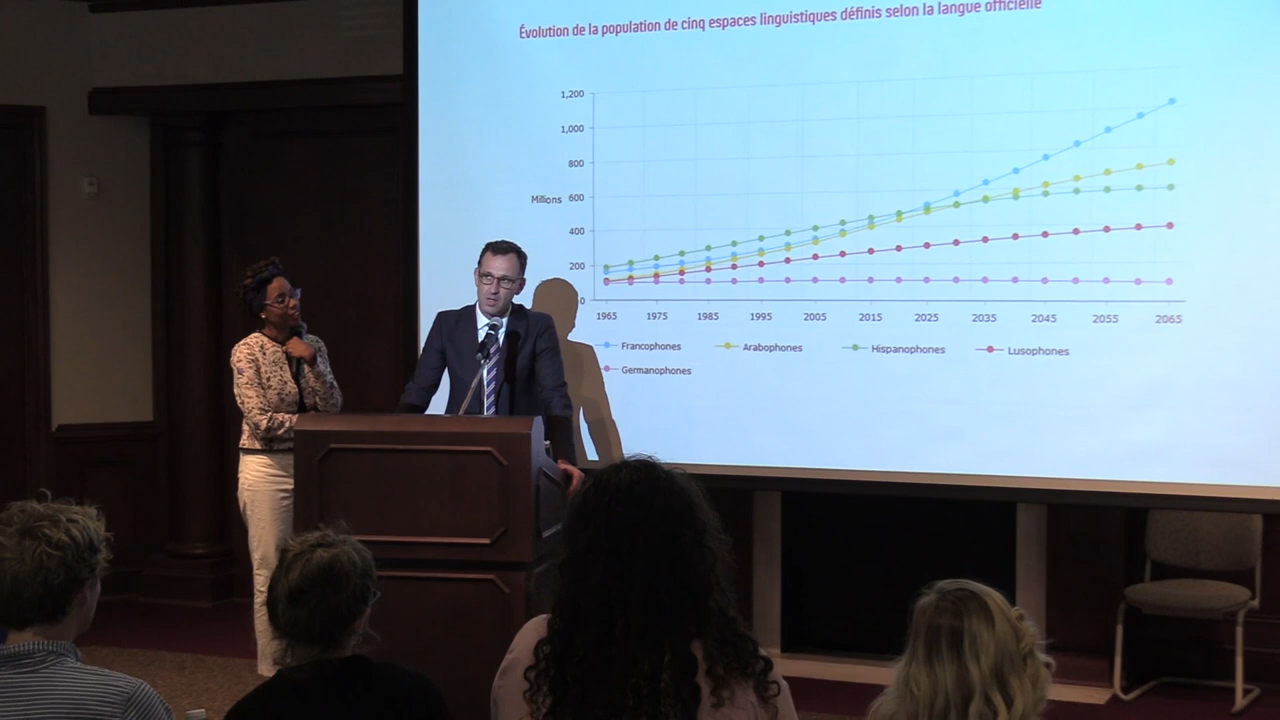 Évolution de la population de cinq espaces linguistiques définis selon la langue officielle
1,200
1,000
800
Millions 600
400
200
0
1965 1975 1985 1995 2005 2015 2025 2035 2045 2055 2065
Francophones Arabophones Hispanophones Lusophones
Germanophones